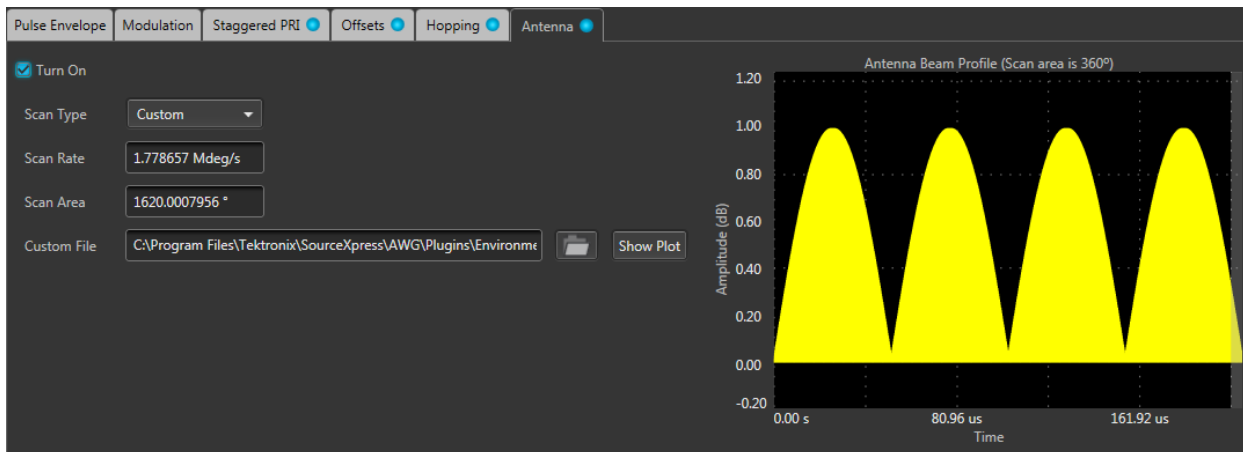 Pulse Envelope Modulation Staggered PRI Offsets Hopping Antenna
Turn On
Scan Type Custom
Scan Rate 1.778657 Mdeg/s
Scan Area 1620.0007956 °
Custom File C:\Program Files\Tektronix\SourceXpress\AWG\Plugins\Environme Show Plot
Antenna Beam Profile (Scan area is 360º)
Amplitude (dB)
1.20
1.00
0.80
0.60
0.40
0.20
0.00
-0.20
0.00 s 80.96 us 161.92 us
Time